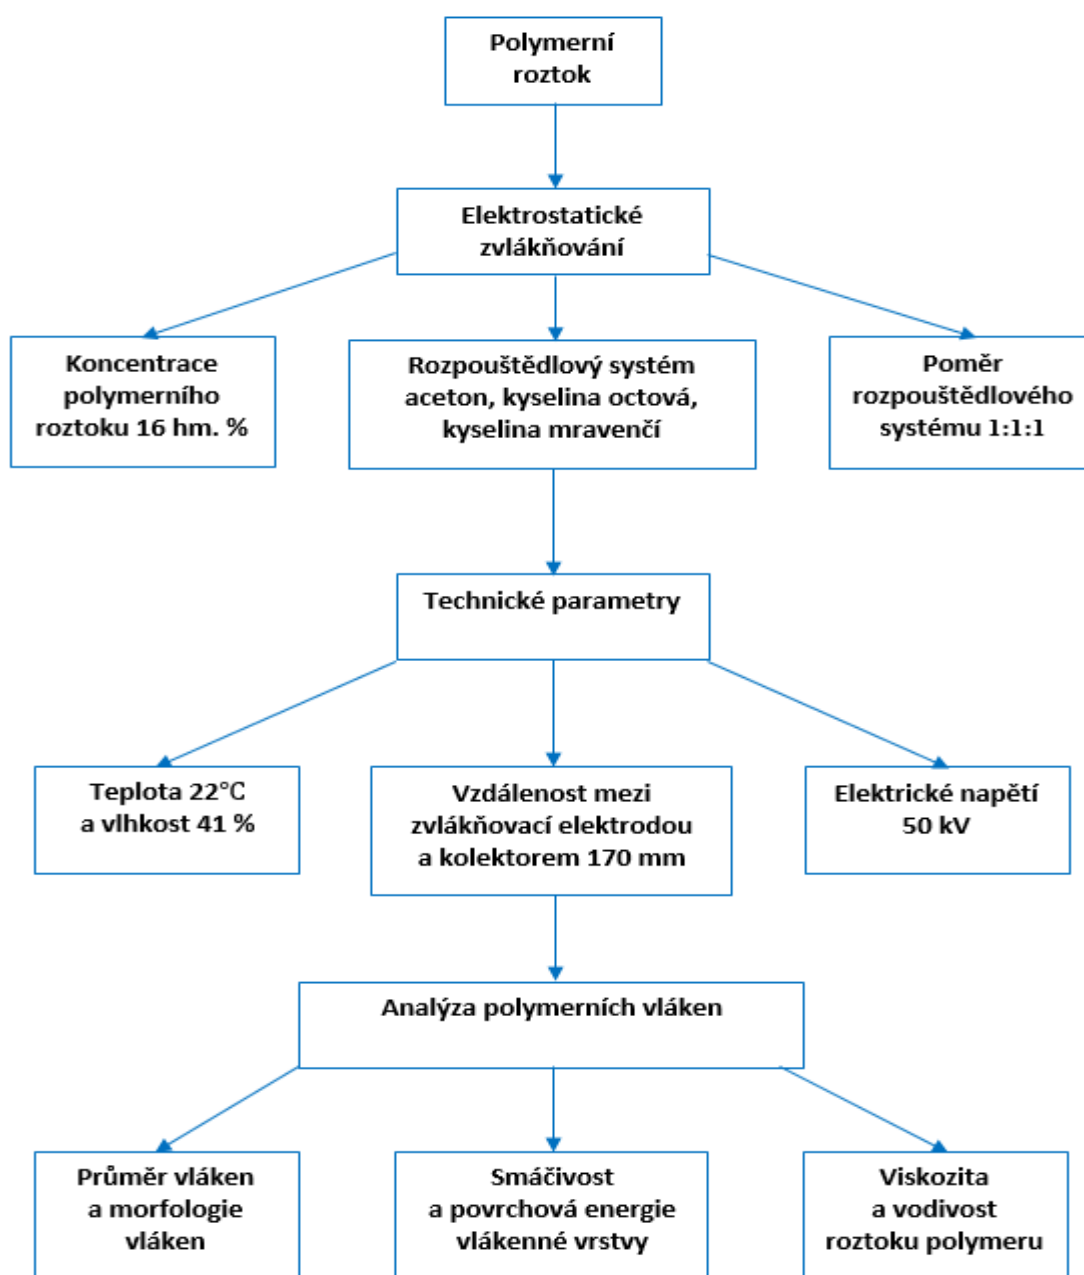 Polymerní
roztok
Elektrostatické
zvlákňování
Koncentrace
polymerního
roztoku 16 hm. %
Rozpouštědlový systém
aceton, kyselina octová,
kyselina mravenčí
Poměr
rozpouštědlového
systému 1:1:1
Technické parametry
Teplota 22°C
a vlhkost 41 %
Vzdálenost mezi
zvlákňovací elektrodou
a kolektorem 170 mm
Elektrické napětí
50 kV
Analýza polymerních vláken
Průměr vláken
a morfologie
vláken
Smáčivost
a povrchová energie
vlákenné vrstvy
Viskozita
a vodivost
roztoku polymeru